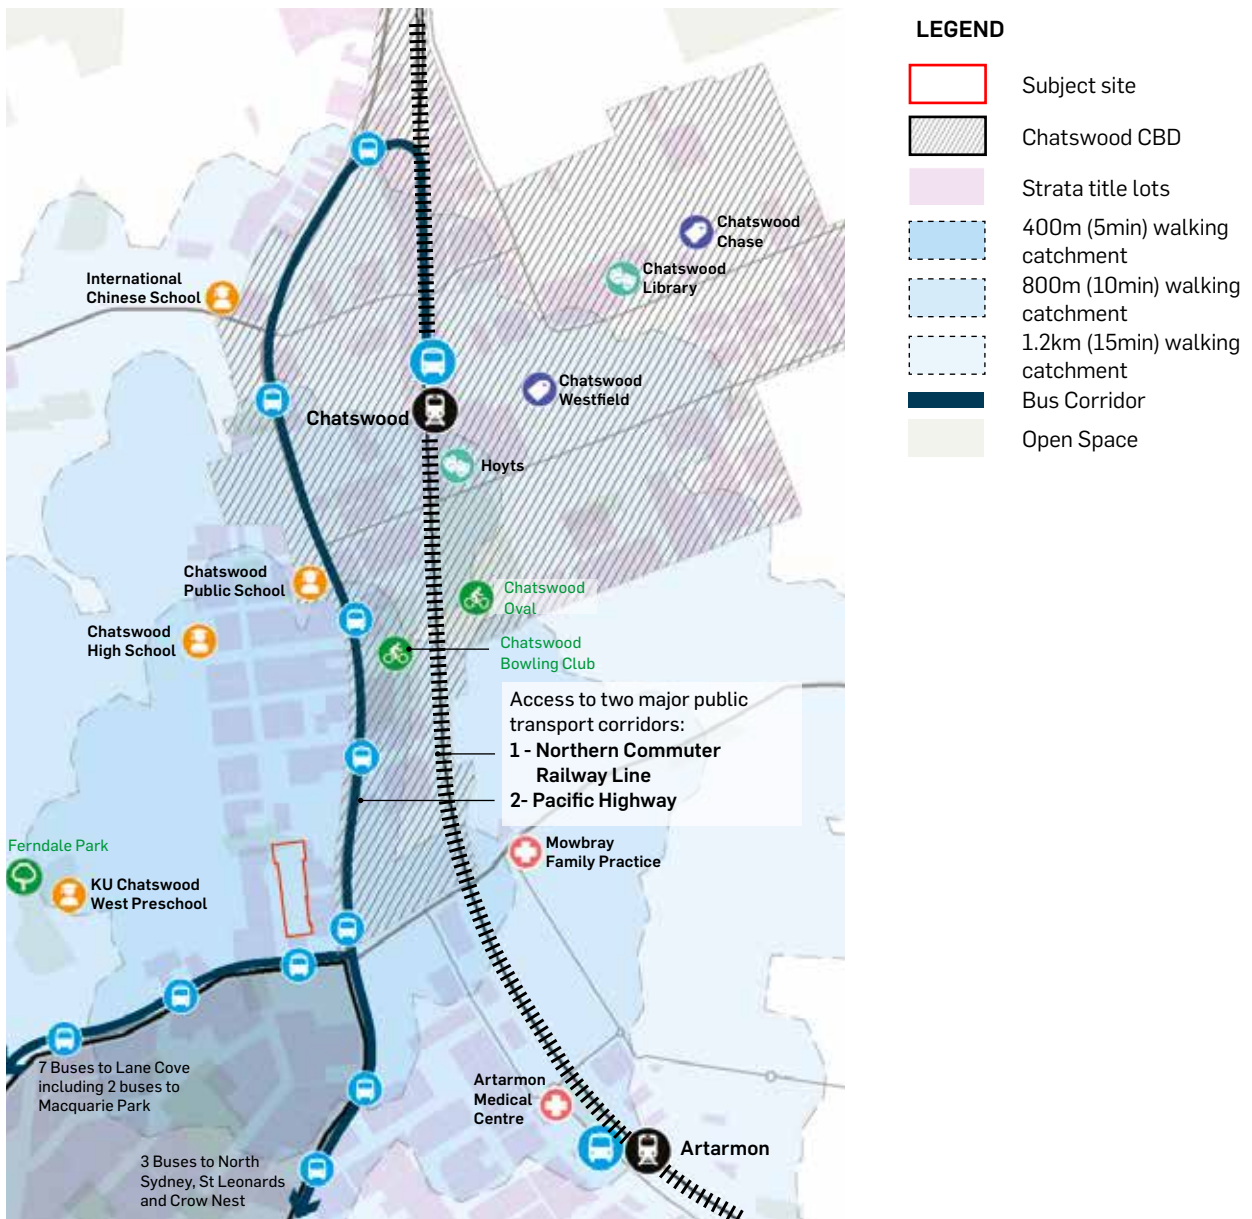 LEGEND
Subject site
Chatswood CBD
Strata title lots
400m (5min) walking
catchment
800m (10min) walking
catchment
1.2km (15min) walking
catchment
Bus Corridor
Open Space
Chatswood
Chase
Chatswood
Library
International
Chinese School
Chatswood
Westfield
Chatswood
Hoyts
Chatswood
Public School
Chatswood
Oval
Chatswood
High School
Chatswood
Bowling Club
Access to two major public
transport corridors:
1 - Northern Commuter
Railway Line
2- Pacific Highway
Ferndale Park
Mowbray
Family Practice
KU Chatswood
West Preschool
7 Buses to Lane Cove
including 2 buses to
Macquarie Park
Artarmon
Medical
Centre
Artarmon
3 Buses to North
Sydney, St Leonards
and Crow Nest